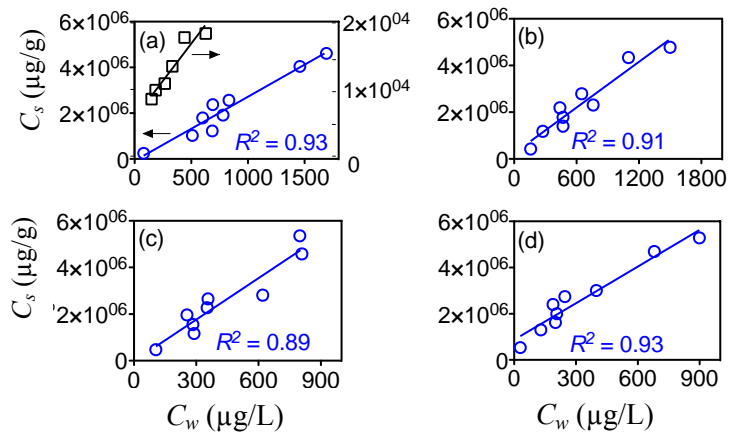 (a)
C_s (µg/g)
6×10⁰⁶
4×10⁰⁶
2×10⁰⁶
0
2×10⁰⁴
1×10⁰⁴
0
R² = 0.93
0 500 1000 1500
(b)
6×10⁰⁶
4×10⁰⁶
2×10⁰⁶
0
R² = 0.91
0 600 1200 1800
(c)
C_s (µg/g)
6×10⁰⁶
4×10⁰⁶
2×10⁰⁶
0
R² = 0.89
0 300 600 900
C_w (µg/L)
(d)
6×10⁰⁶
4×10⁰⁶
2×10⁰⁶
0
R² = 0.93
0 300 600 900
C_w (µg/L)